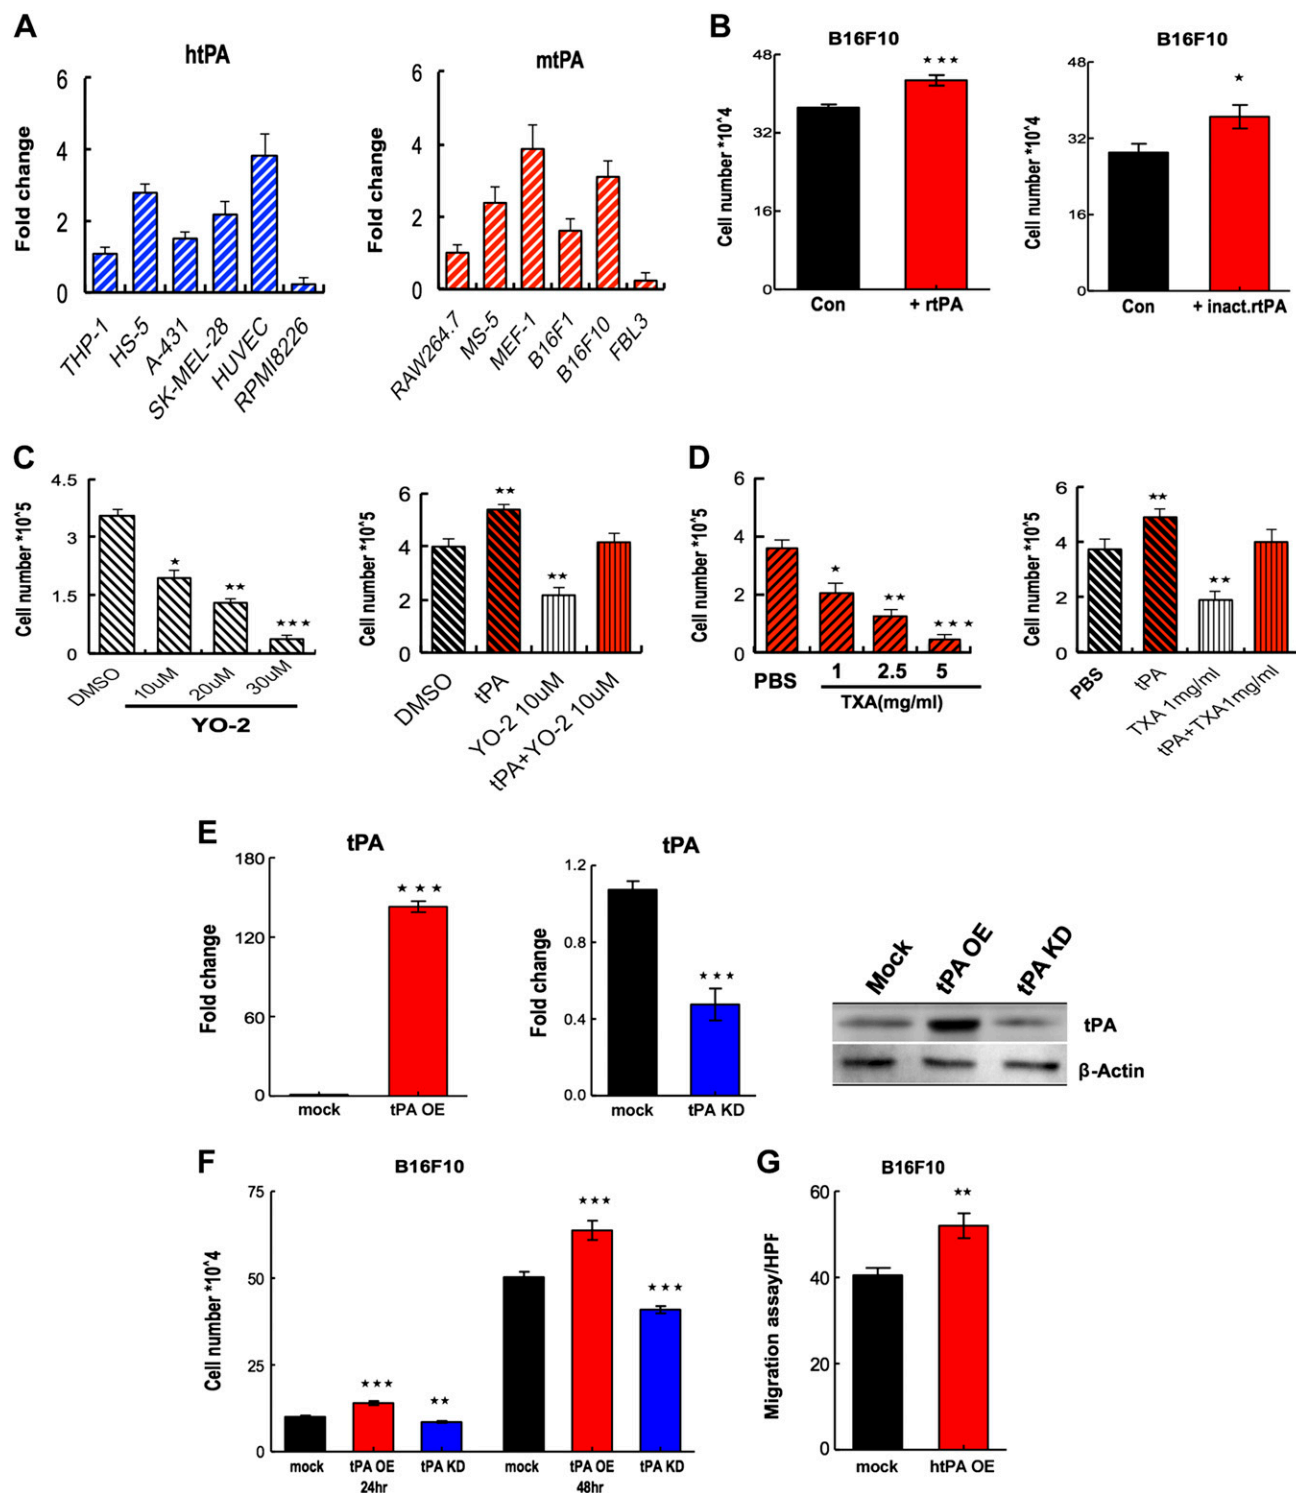 A
htPA
Fold change
6
4
2
0
THP-1
HS-5
A-431
SK-MEL-28
HUVEC
RPMI8226
mtPA
Fold change
6
4
2
0
RAW264.7
MS-5
MEF-1
B16F1
B16F10
FBL3
B
B16F10
Cell number *10^4
48
32
16
0
★★★
Con
+ rtPA
B16F10
Cell number *10^4
48
32
16
0
★
Con
+ inact.rtPA
C
Cell number *10^5
4.5
3
1.5
0
★
★★
★★★
DMSO
10uM
20uM
30uM
YO-2
Cell number *10^5
6
4
2
0
★★
★★
DMSO
tPA
YO-2 10uM
tPA+YO-2 10uM
D
Cell number *10^5
6
4
2
0
★
★★
★★★
PBS
1
2.5
5
TXA(mg/ml)
Cell number *10^5
6
4
2
0
★★
★★
PBS
tPA
TXA 1mg/ml
tPA+TXA1mg/ml
E
tPA
Fold change
180
120
60
0
★★★
mock
tPA OE
tPA
Fold change
1.2
0.8
0.4
0.0
★★★
mock
tPA KD
Mock
tPA OE
tPA KD
tPA
β-Actin
F
B16F10
Cell number *10^4
75
50
25
0
★★★
★★
★★★
★★★
mock
tPA OE
tPA KD
mock
tPA OE
tPA KD
24hr
48hr
G
B16F10
Migration assay/HPF
60
40
20
0
★★
mock
htPA OE